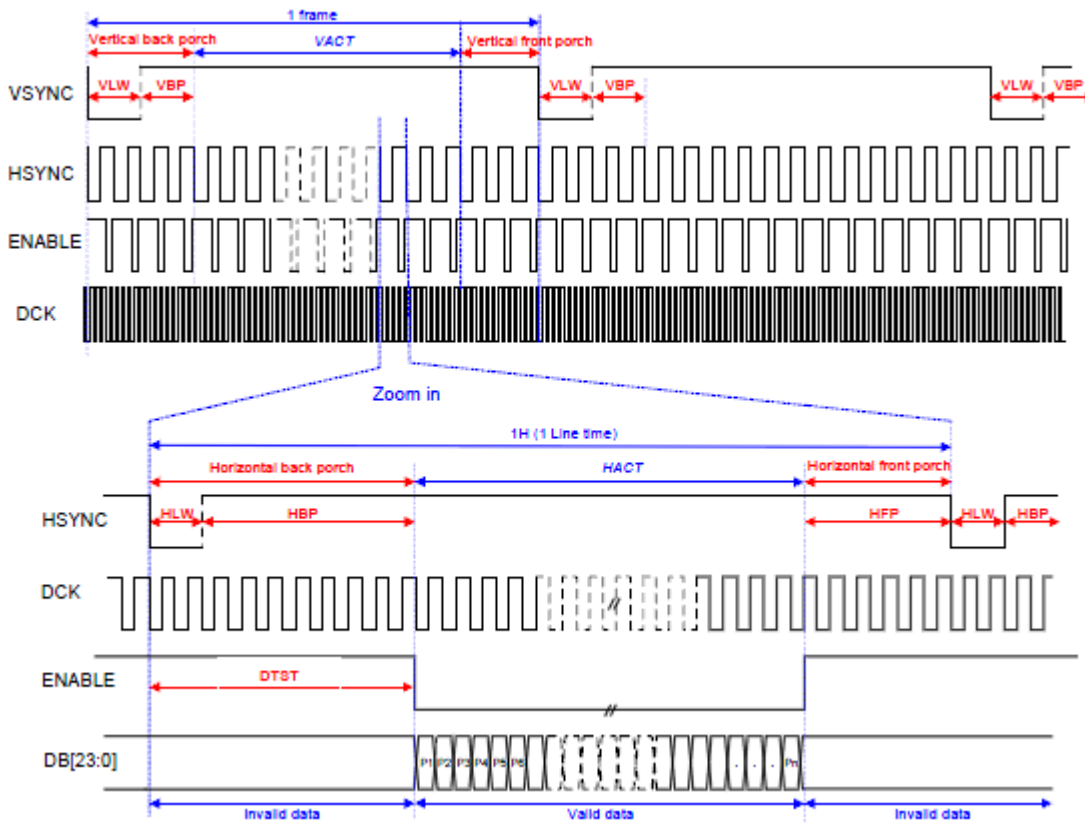 1 frame
Vertical back porch VACT Vertical front porch
VSYNC VLW VBP VLW VBP VLW VBP
HSYNC
ENABLE
DCK
Zoom in
1H (1 Line time)
Horizontal back porch HACT Horizontal front porch
HSYNC HLW HBP HFP HLW HBP
DCK //
ENABLE DTST //
DB[23:0] P1 P2 P3 P4 P5 P6 . . . Pn
Invalid data Valid data Invalid data